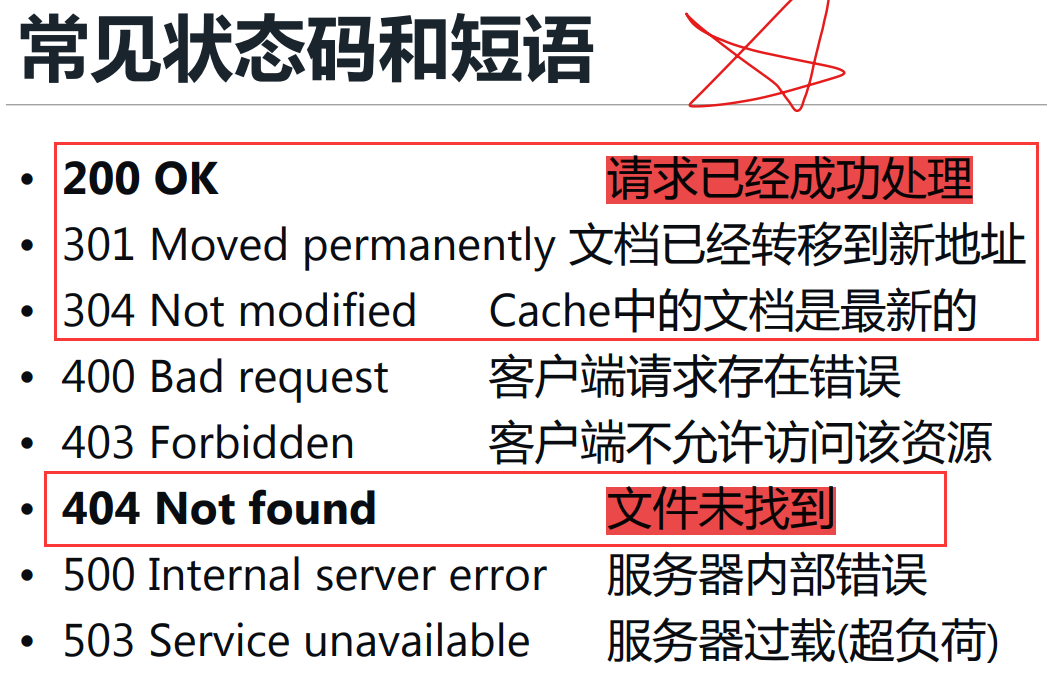 常见状态码和短语
• 200 OK 请求已经成功处理
• 301 Moved permanently 文档已经转移到新地址
• 304 Not modified Cache中的文档是最新的
• 400 Bad request 客户端请求存在错误
• 403 Forbidden 客户端不允许访问该资源
• 404 Not found 文件未找到
• 500 Internal server error 服务器内部错误
• 503 Service unavailable 服务器过载(超负荷)